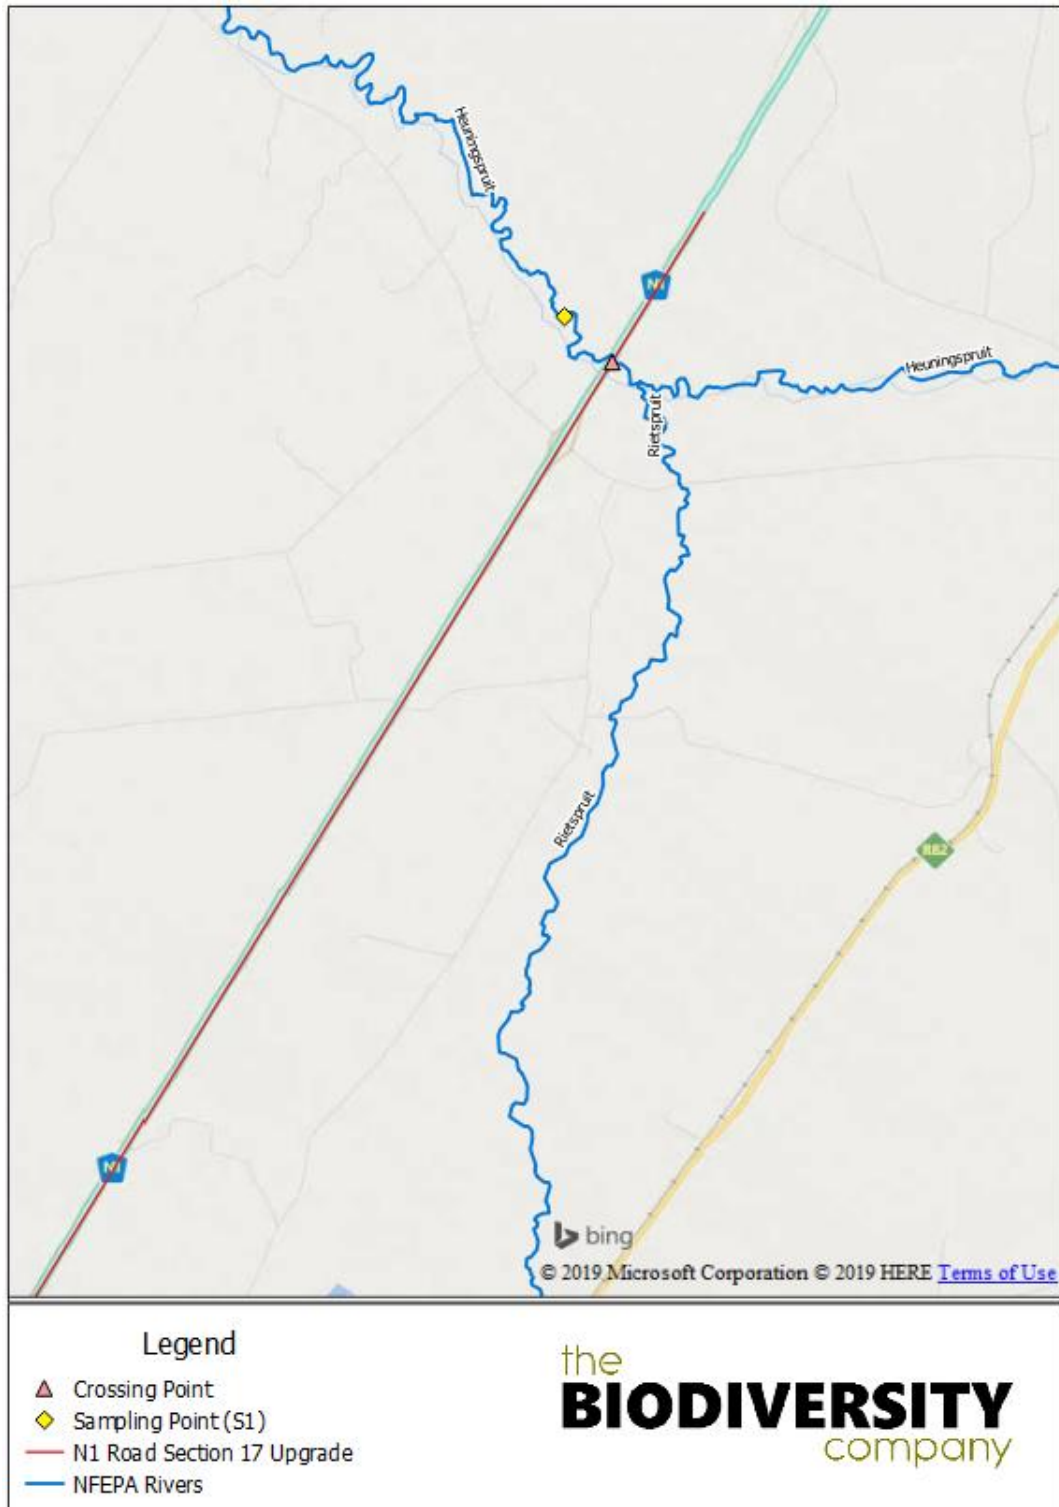 Heuningspruit
N1
Heuningspruit
Rietspruit
Rietspruit
R82
N1
bing
© 2019 Microsoft Corporation © 2019 HERE Terms of Use
Legend
Crossing Point
Sampling Point (S1)
N1 Road Section 17 Upgrade
NFEPA Rivers
the
BIODIVERSITY
company